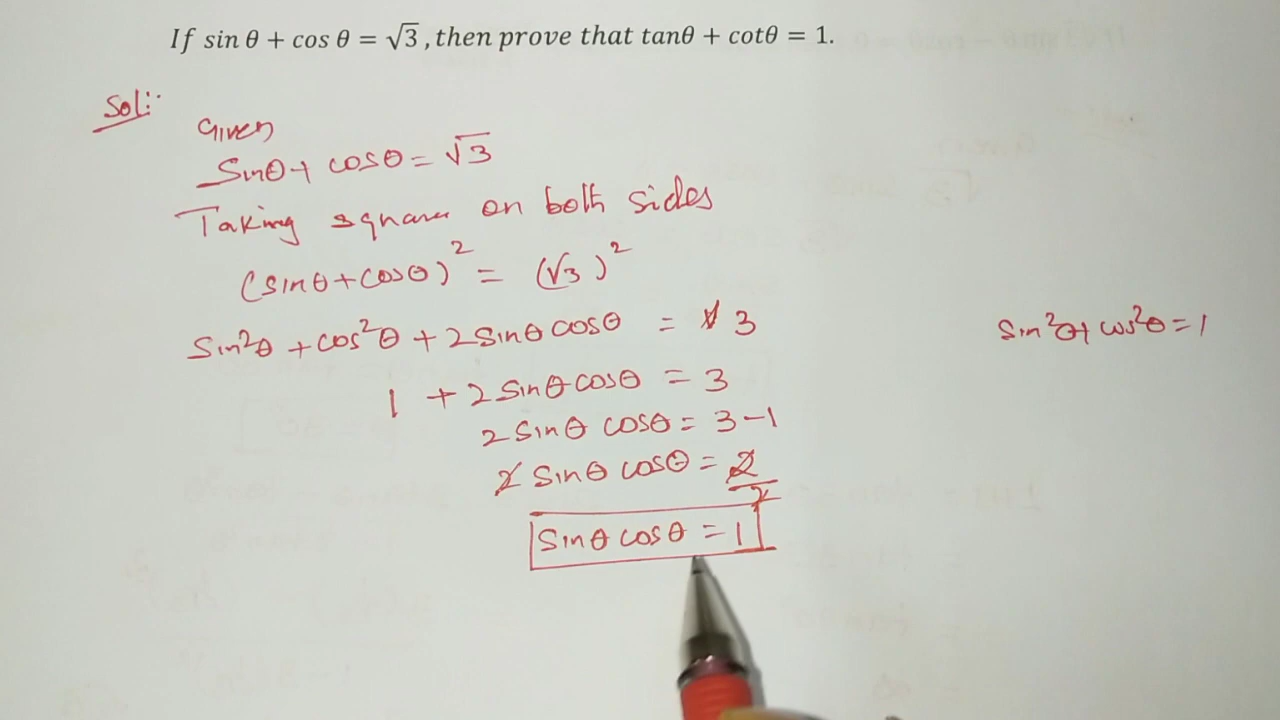 If sin θ + cos θ = √3, then prove that tanθ + cotθ = 1.
Sol:
Given
Sinθ + cosθ = √3
Taking square on both sides
(sinθ + cosθ)² = (√3)²
Sin²θ + cos²θ + 2Sinθ cosθ = 3
Sin²θ + cos²θ = 1
1 + 2Sinθ cosθ = 3
2Sinθ cosθ = 3-1
2 Sinθ cosθ = 2/2
Sinθ cosθ = 1